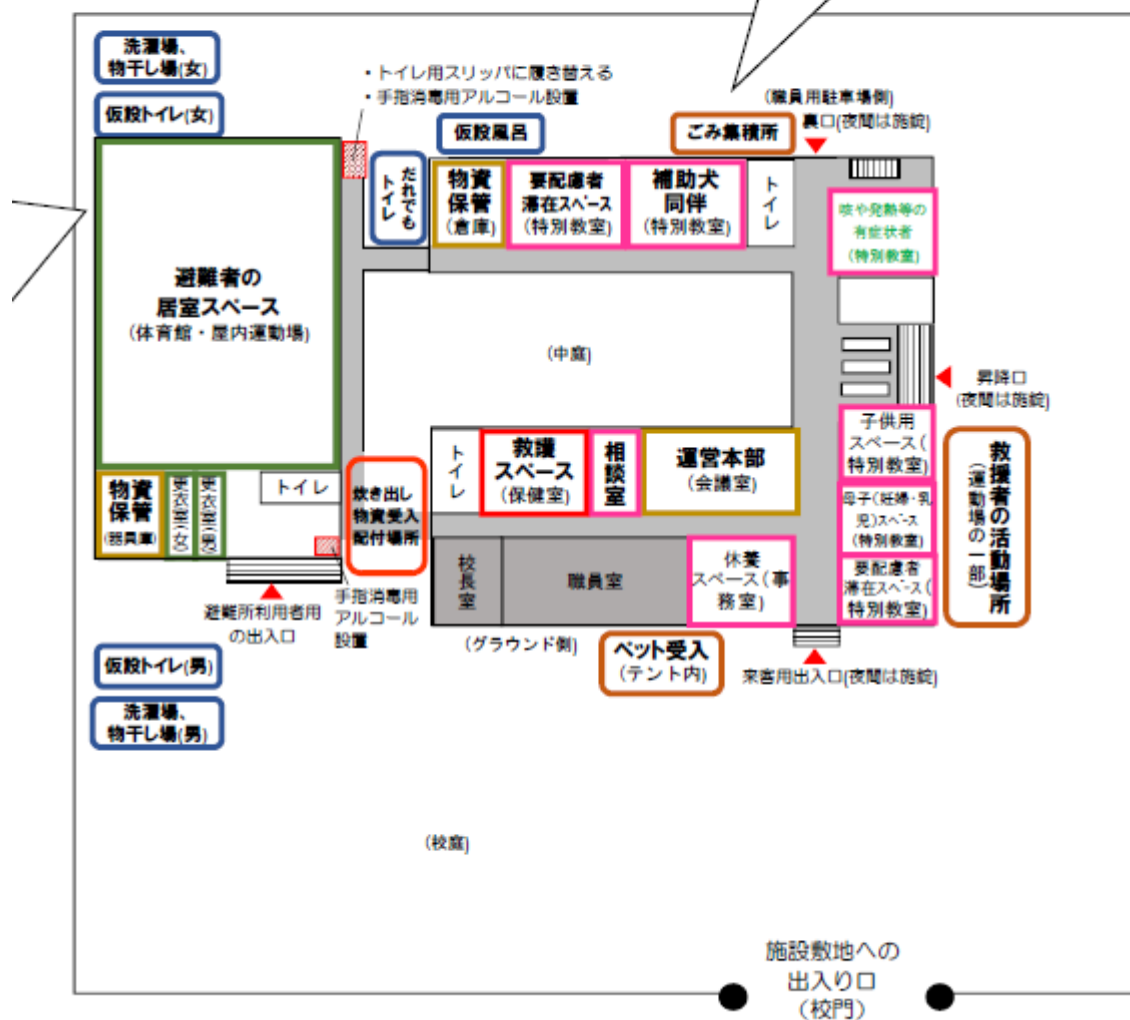 洗濯場、
物干し場(女)
仮設トイレ(女)
・トイレ用スリッパに履き替える
・手指消毒用アルコール設置
仮設風呂
ごみ集積所
(職員用駐車場側)
裏口(夜間は施錠)
だれでも
トイレ
物資
保管
(倉庫)
要配慮者
滞在スペース
(特別教室)
補助犬
同伴
(特別教室)
トイレ
咳や発熱等の
有症状者
(特別教室)
避難者の
居室スペース
(体育館・屋内運動場)
(中庭)
昇降口
(夜間は施錠)
子供用
スペース(
特別教室)
母子(妊婦・乳
児)スペース
(特別教室)
要配慮者
滞在スペース(
特別教室)
救援者の活動場所
(運動場の一部)
トイレ
救護
スペース
(保健室)
相談室
運営本部
(会議室)
物資
保管
(器具庫)
更衣室(女)
更衣室(男)
トイレ
炊き出し
物資受入
配付場所
校長室
職員室
休養
スペース(事
務室)
避難所利用者用
の出入口
手指消毒用
アルコール
設置
(グラウンド側)
ペット受入
(テント内)
来客用出入口(夜間は施錠)
仮設トイレ(男)
洗濯場、
物干し場(男)
(校庭)
施設敷地への
出入り口
(校門)